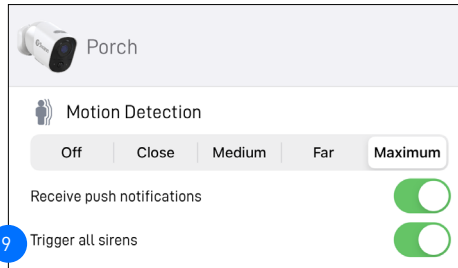 Porch
Motion Detection
Off Close Medium Far Maximum
Receive push notifications
9
Trigger all sirens